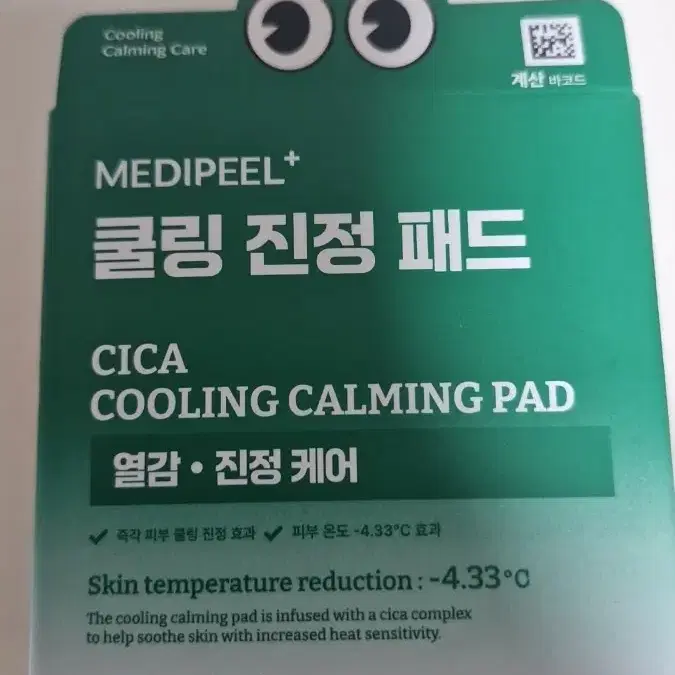 Cooling
Calming Care
계산 바코드
MEDIPEEL+
쿨링 진정 패드
CICA
COOLING CALMING PAD
열감 • 진정 케어
✓ 즉각 피부 쿨링 진정 효과 ✓ 피부 온도 -4.33°C 효과
Skin temperature reduction : -4.33°C
The cooling calming pad is infused with a cica complex
to help soothe skin with increased heat sensitivity.